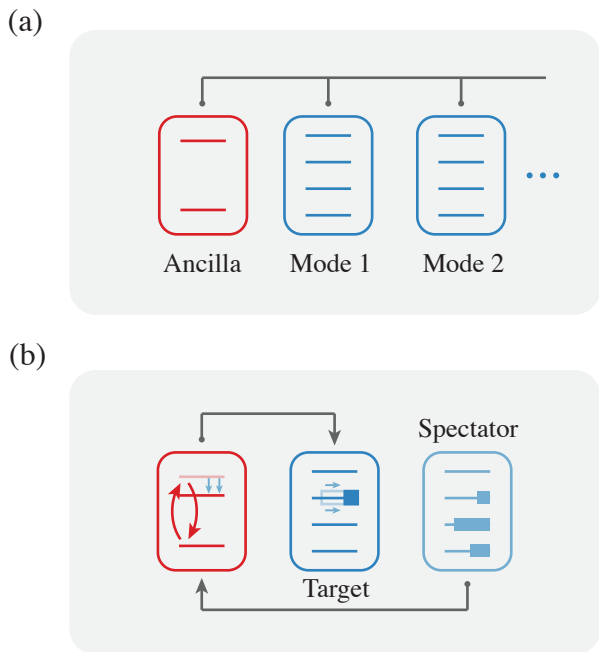 (a)
Ancilla
Mode 1
Mode 2
(b)
Spectator
Target